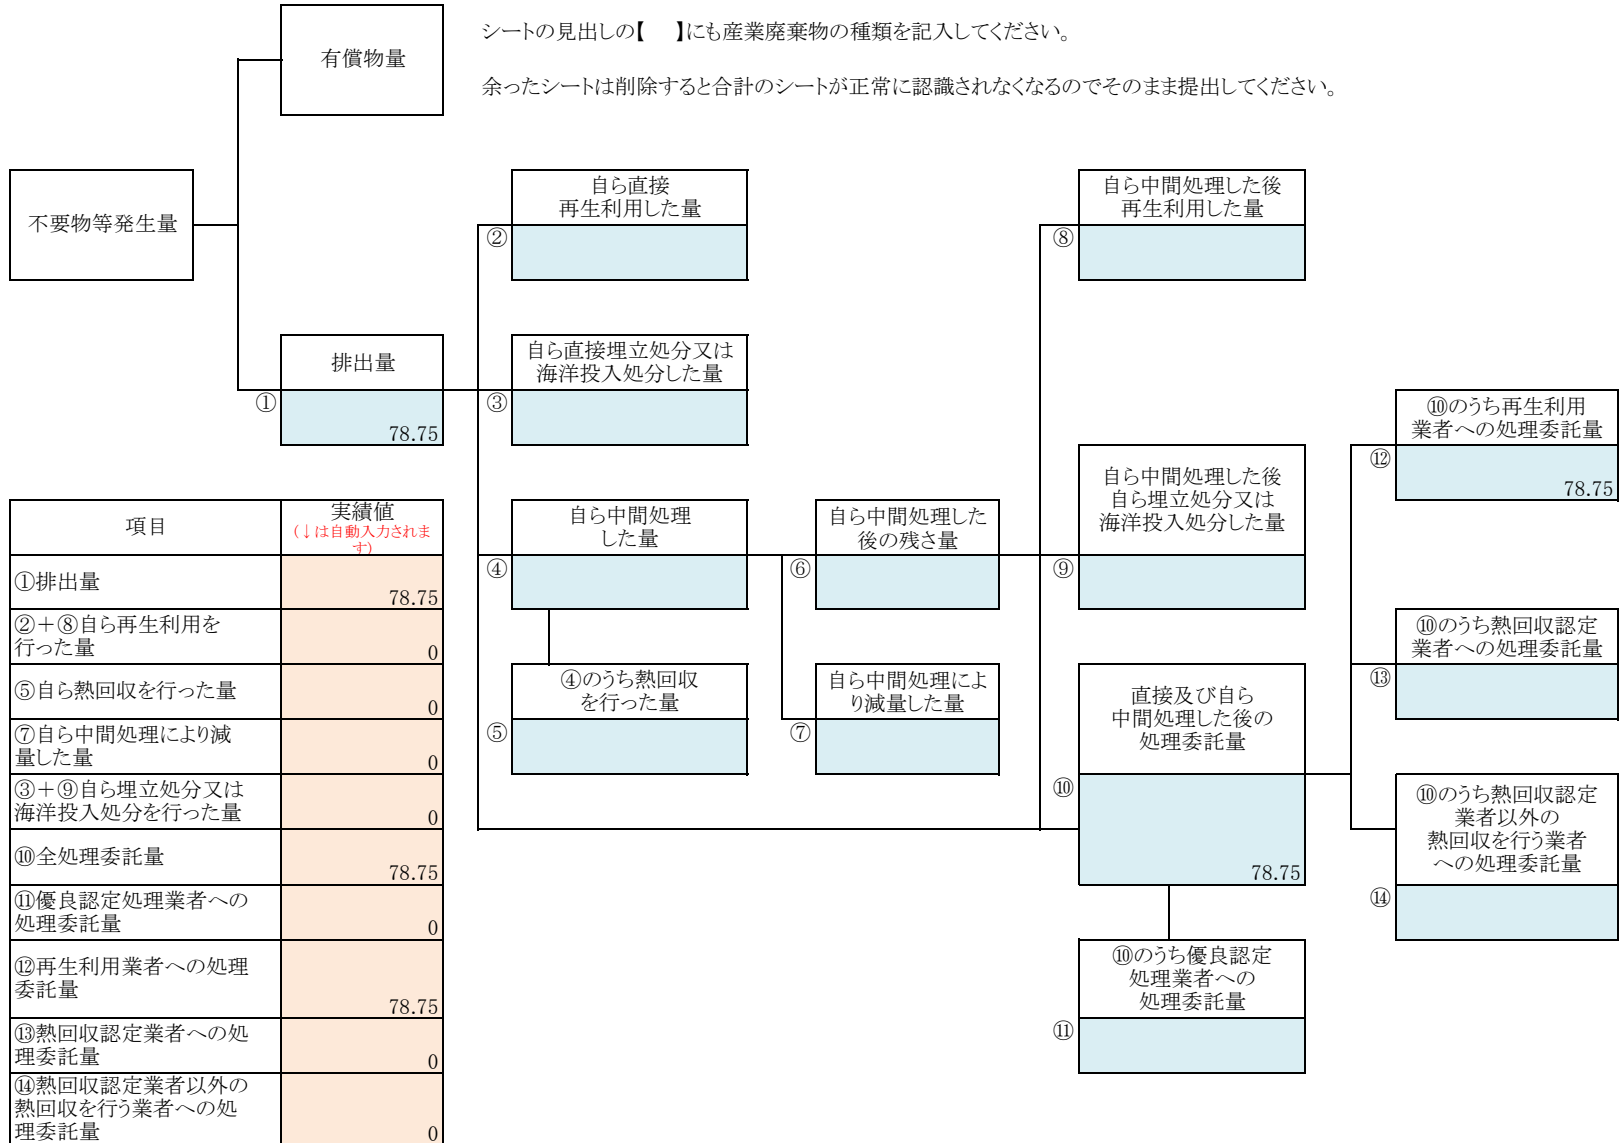 シートの見出しの【　】にも産業廃棄物の種類を記入してください。
有償物量
余ったシートは削除すると合計のシートが正常に認識されなくなるのでそのまま提出してください。
不要物等発生量
自ら直接
再生利用した量
②
自ら中間処理した後
再生利用した量
⑧
排出量
①
78.75
自ら直接埋立処分又は
海洋投入処分した量
③
⑩のうち再生利用
業者への処理委託量
⑫
78.75
自ら中間処理
した量
④
自ら中間処理した
後の残さ量
⑥
自ら中間処理した後
自ら埋立処分又は
海洋投入処分した量
⑨
⑩のうち熱回収認定
業者への処理委託量
⑬
④のうち熱回収
を行った量
⑤
自ら中間処理によ
り減量した量
⑦
直接及び自ら
中間処理した後の
処理委託量
⑩
78.75
⑩のうち熱回収認定
業者以外の
熱回収を行う業者
への処理委託量
⑭
⑩のうち優良認定
処理業者への
処理委託量
⑪
項目
実績値
(↓は自動入力されま
す)
①排出量
78.75
②＋⑧自ら再生利用を
行った量
0
⑤自ら熱回収を行った量
0
⑦自ら中間処理により減
量した量
0
③＋⑨自ら埋立処分又は
海洋投入処分を行った量
0
⑩全処理委託量
78.75
⑪優良認定処理業者への
処理委託量
0
⑫再生利用業者への処理
委託量
78.75
⑬熱回収認定業者への処
理委託量
0
⑭熱回収認定業者以外の
熱回収を行う業者への処
理委託量
0